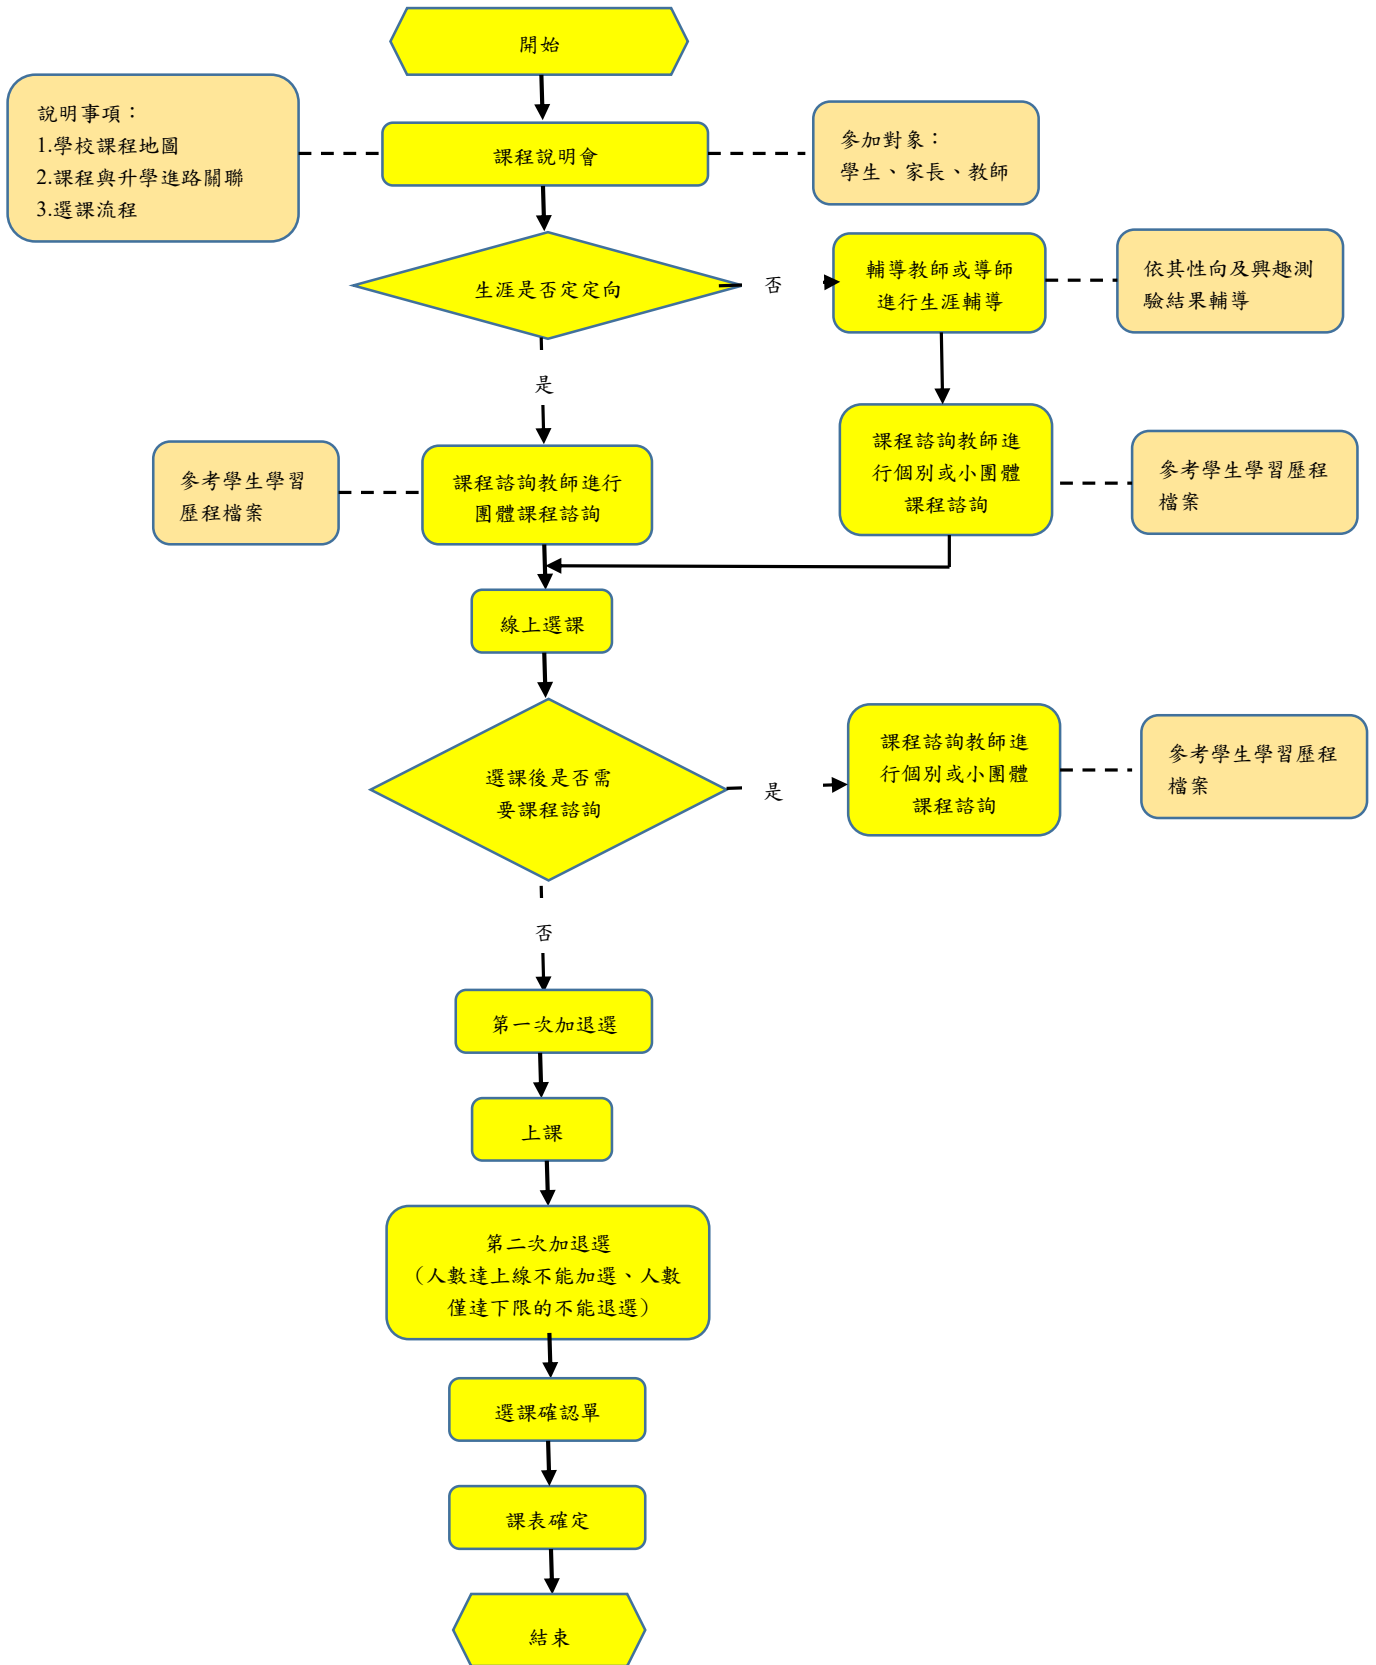 開始
說明事項：
1.學校課程地圖
2.課程與升學進路關聯
3.選課流程
課程說明會
參加對象：
學生、家長、教師
生涯是否定定向
否
輔導教師或導師
進行生涯輔導
依其性向及興趣測
驗結果輔導
是
參考學生學習
歷程檔案
課程諮詢教師進行
團體課程諮詢
課程諮詢教師進
行個別或小團體
課程諮詢
參考學生學習歷程
檔案
線上選課
選課後是否需
要課程諮詢
是
課程諮詢教師進
行個別或小團體
課程諮詢
參考學生學習歷程
檔案
否
第一次加退選
上課
第二次加退選
（人數達上線不能加選、人數
僅達下限的不能退選）
選課確認單
課表確定
結束